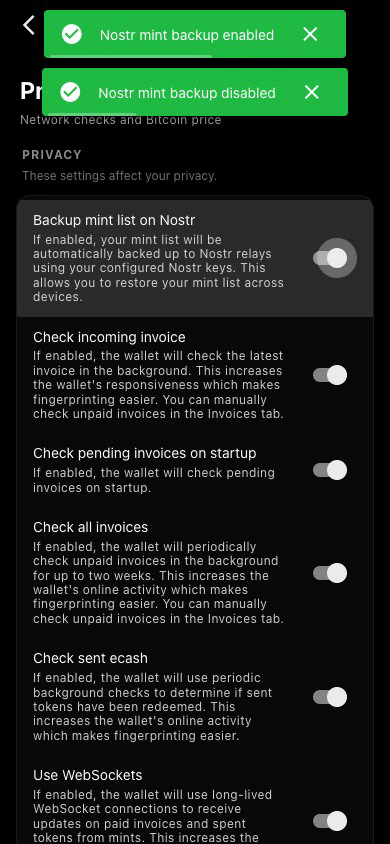 Nostr mint backup enabled
Nostr mint backup disabled
Network checks and Bitcoin price
PRIVACY
These settings affect your privacy.
Backup mint list on Nostr
If enabled, your mint list will be
automatically backed up to Nostr relays
using your configured Nostr keys. This
allows you to restore your mint list across
devices.
Check incoming invoice
If enabled, the wallet will check the latest
invoice in the background. This increases
the wallet's responsiveness which makes
fingerprinting easier. You can manually
check unpaid invoices in the Invoices tab.
Check pending invoices on startup
If enabled, the wallet will check pending
invoices on startup.
Check all invoices
If enabled, the wallet will periodically
check unpaid invoices in the background
for up to two weeks. This increases the
wallet's online activity which makes
fingerprinting easier. You can manually
check unpaid invoices in the Invoices tab.
Check sent ecash
If enabled, the wallet will use periodic
background checks to determine if sent
tokens have been redeemed. This
increases the wallet's online activity
which makes fingerprinting easier.
Use WebSockets
If enabled, the wallet will use long-lived
WebSocket connections to receive
updates on paid invoices and spent
tokens from mints. This increases the